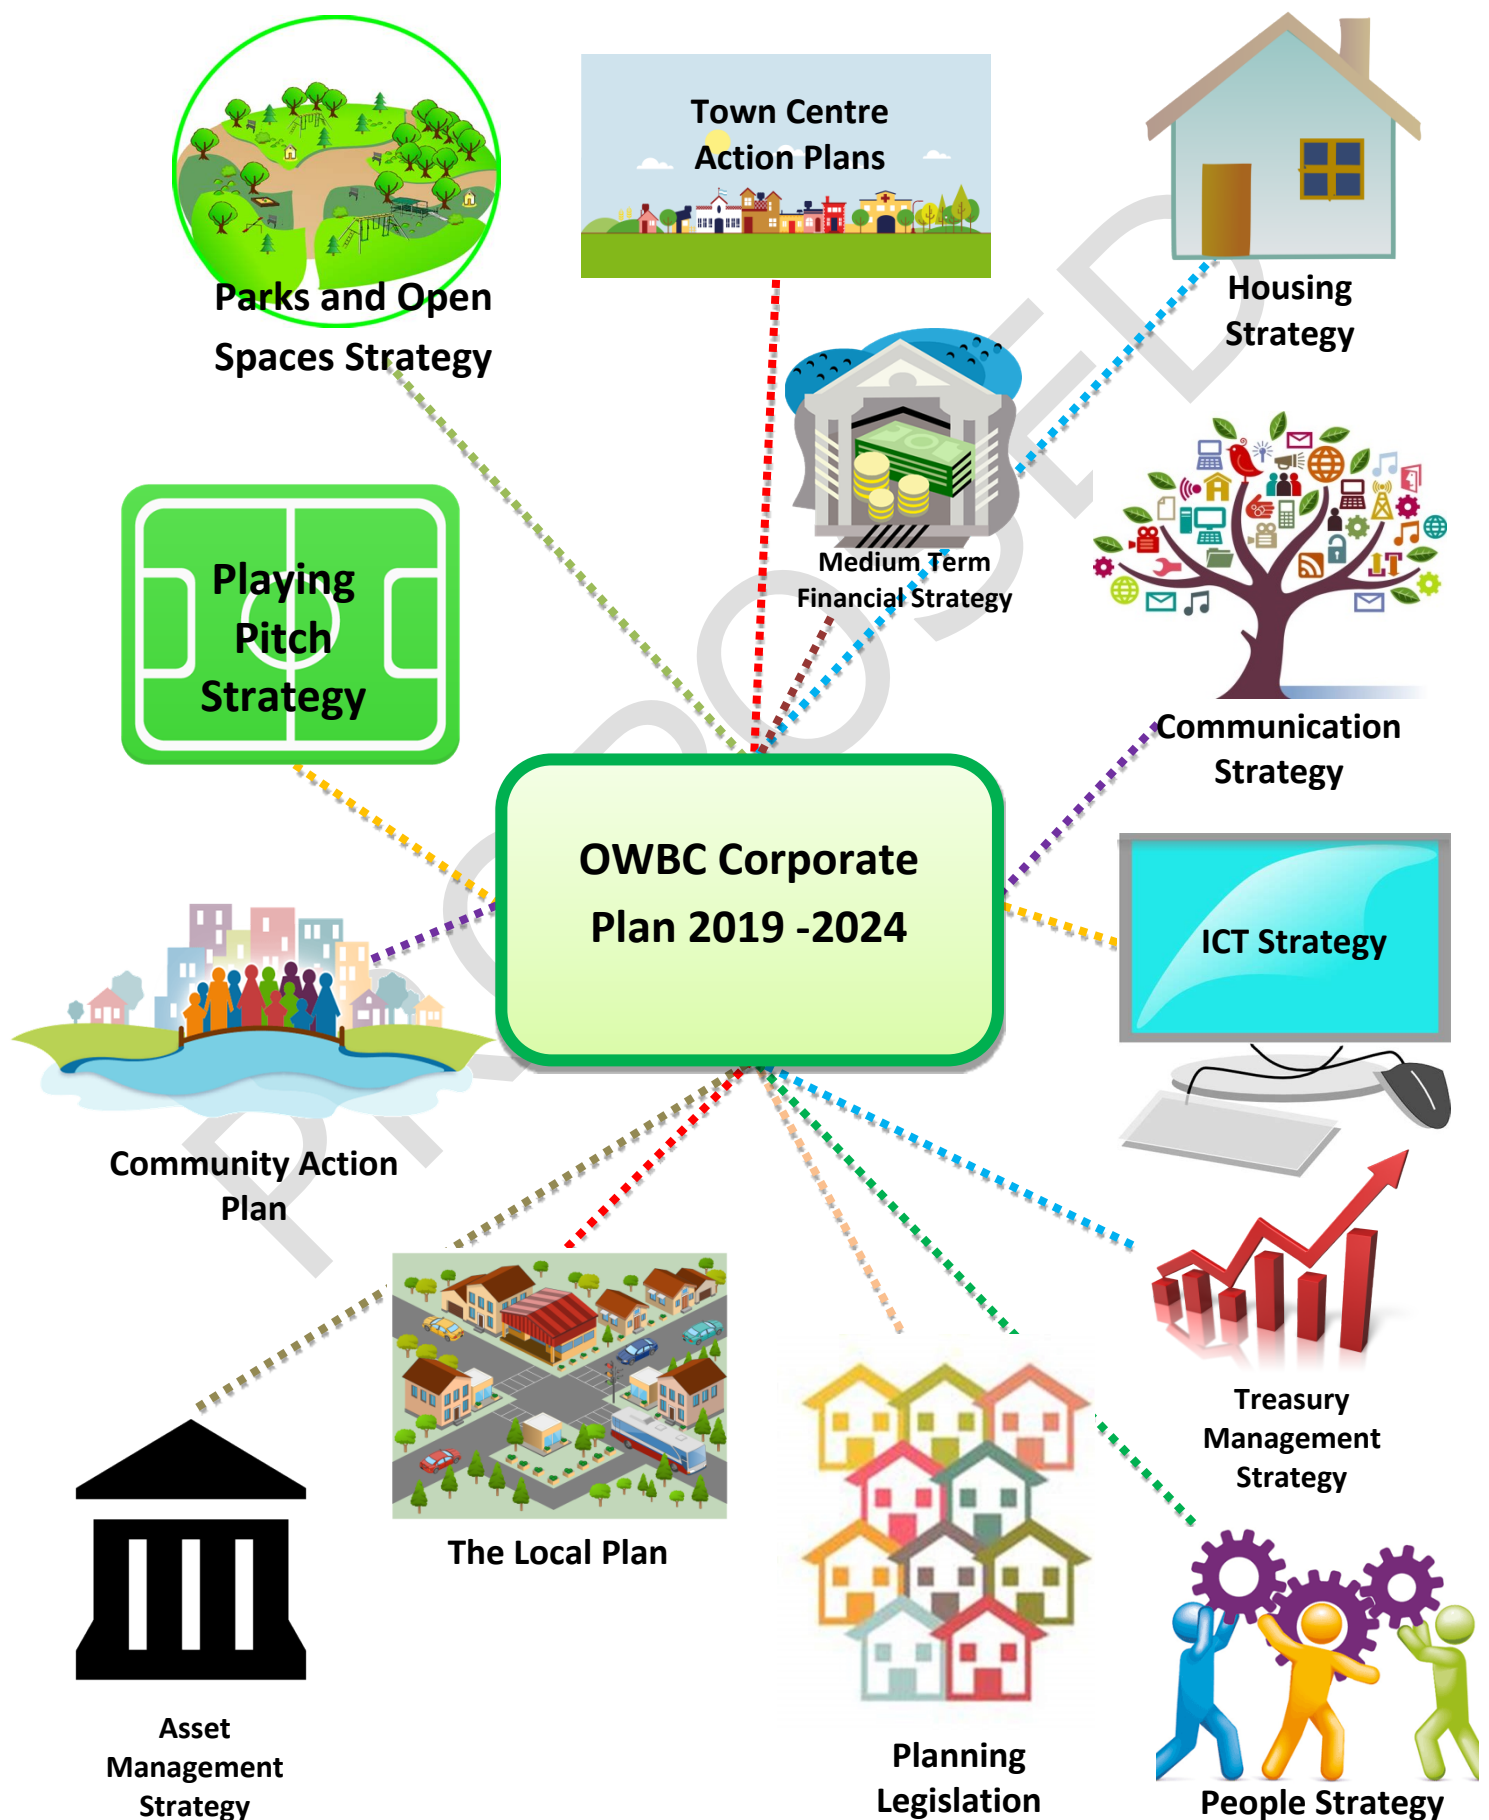 Town Centre
Action Plans
Parks and Open
Spaces Strategy
Housing
Strategy
Medium Term
Financial Strategy
Playing
Pitch
Strategy
Communication
Strategy
OWBC Corporate
Plan 2019 -2024
ICT Strategy
Community Action
Plan
The Local Plan
Treasury
Management
Strategy
Asset
Management
Strategy
Planning
Legislation
People Strategy
PROPOSED